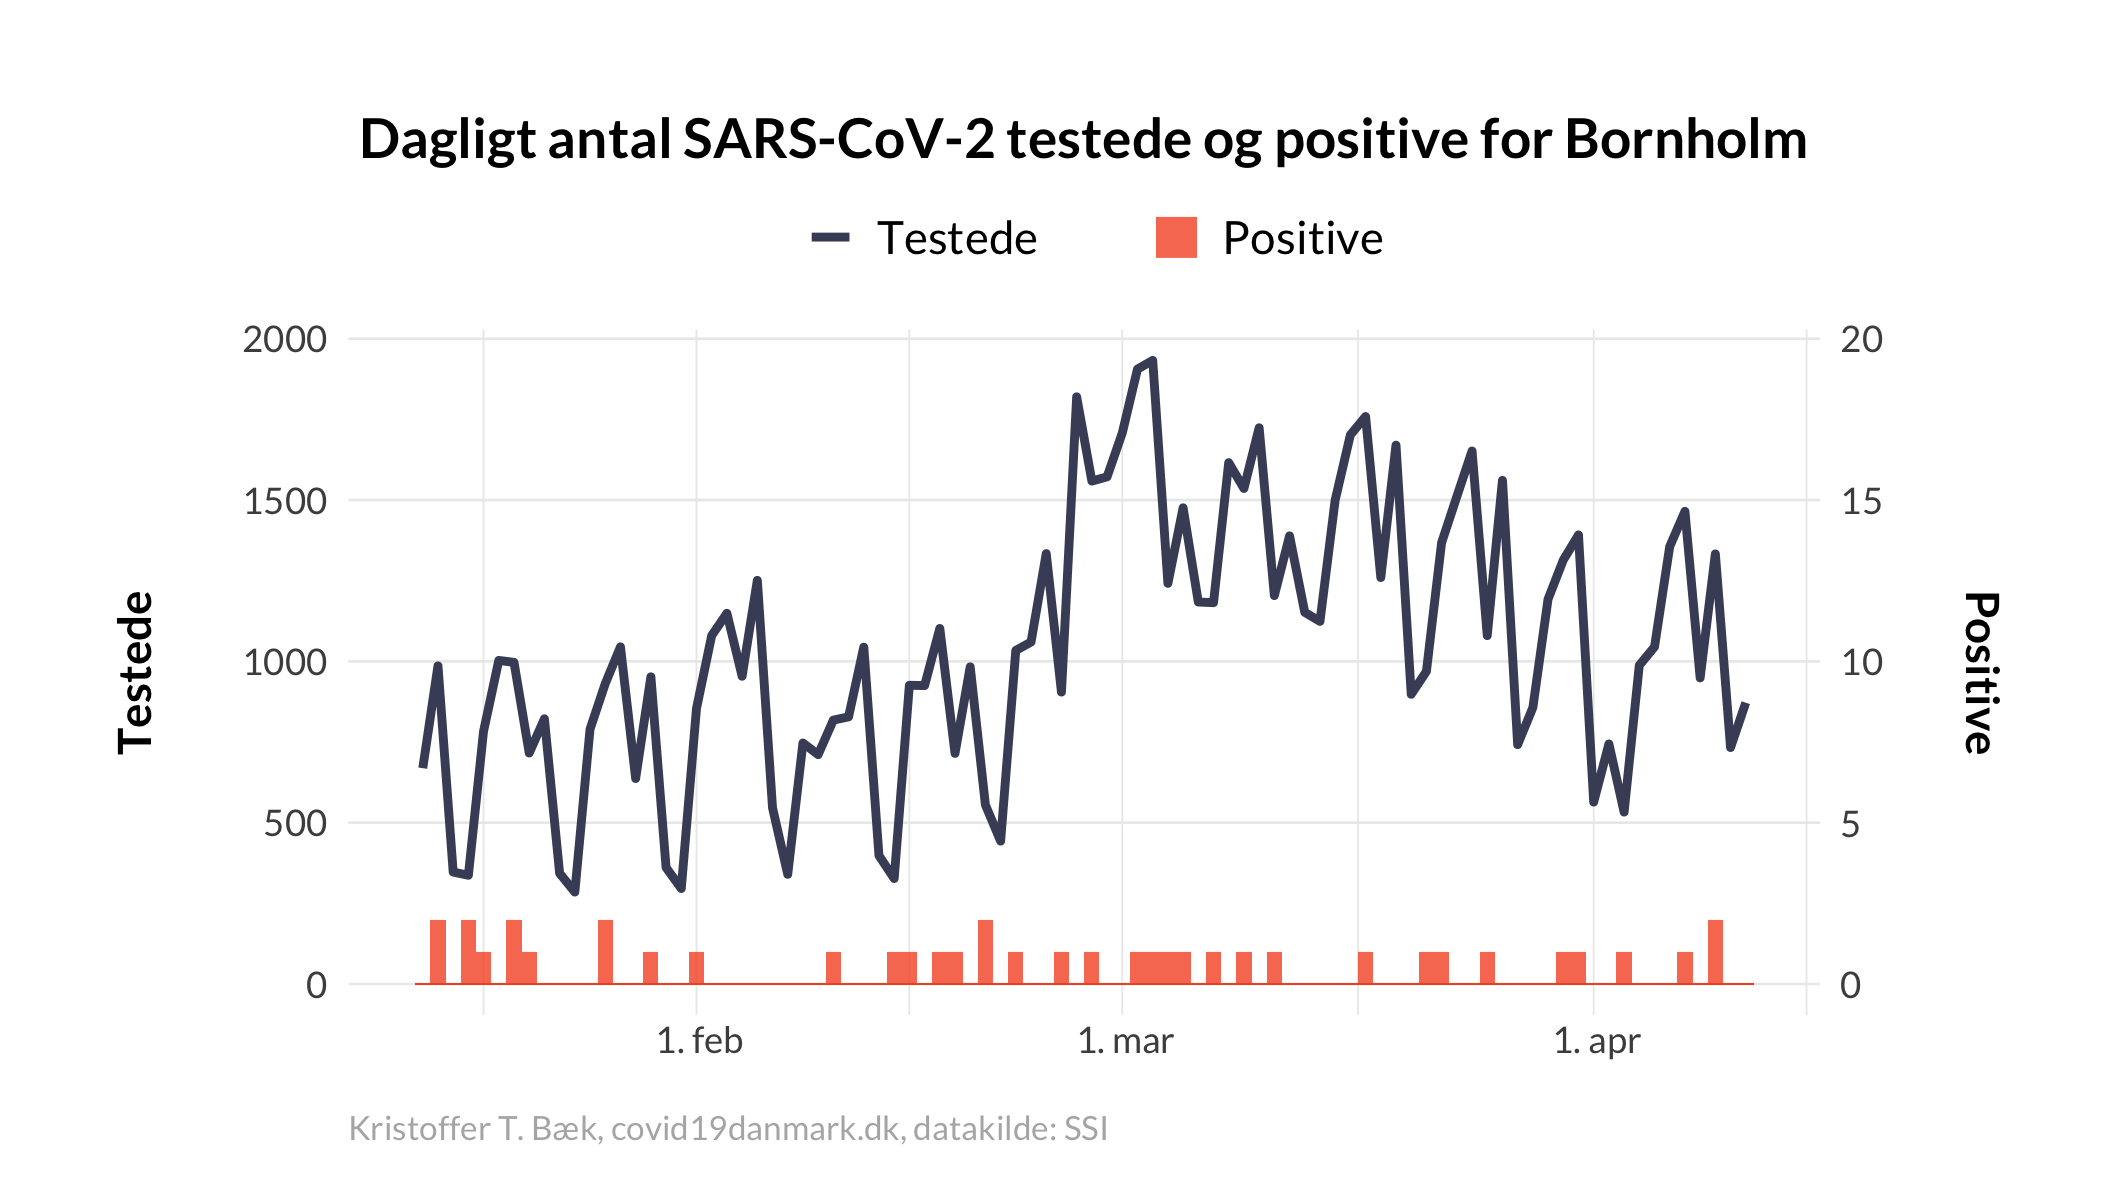 Dagligt antal SARS-CoV-2 testede og positive for Bornholm
Testede
Positive
2000
1500
1000
500
0
Testede
20
15
10
5
0
Positive
1. feb
1. mar
1. apr
Kristoffer T. Bæk, covid19danmark.dk, datakilde: SSI